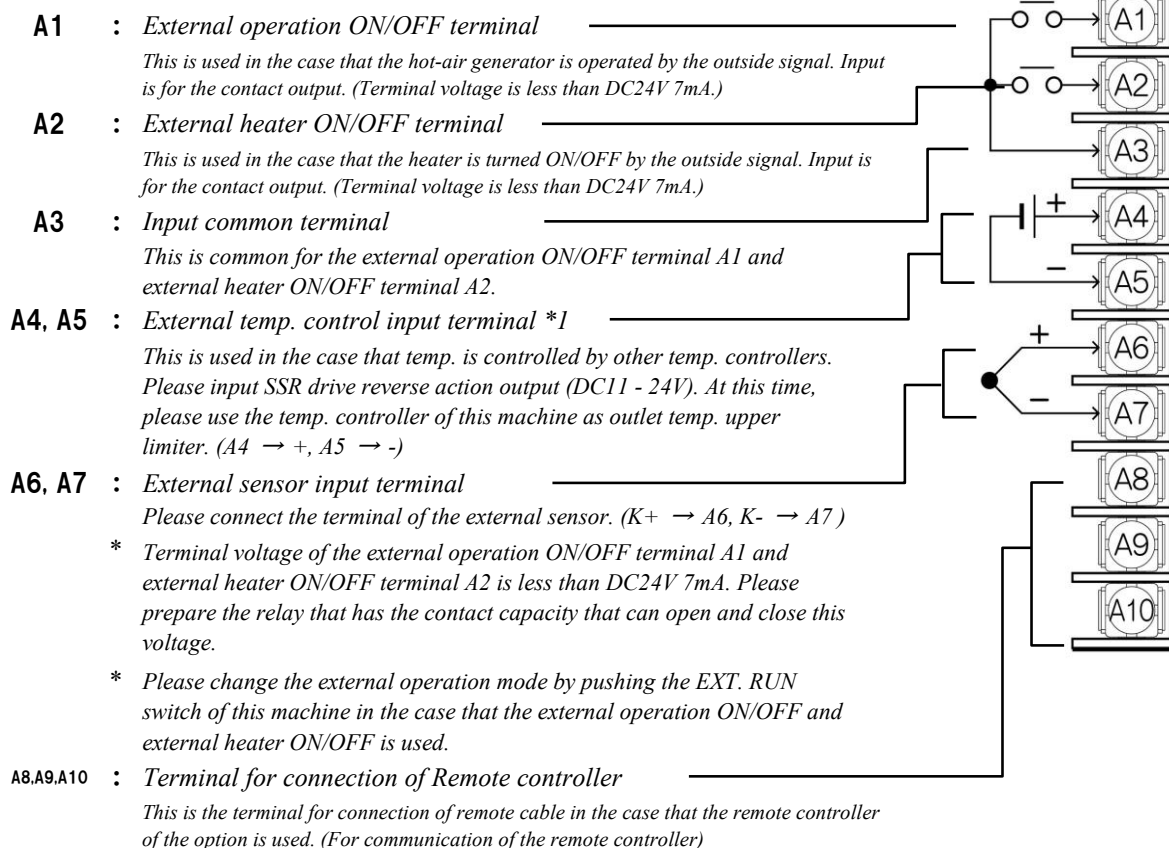 A1 : External operation ON/OFF terminal
This is used in the case that the hot-air generator is operated by the outside signal. Input
is for the contact output. (Terminal voltage is less than DC24V 7mA.)
A2 : External heater ON/OFF terminal
This is used in the case that the heater is turned ON/OFF by the outside signal. Input is
for the contact output. (Terminal voltage is less than DC24V 7mA.)
A3 : Input common terminal
This is common for the external operation ON/OFF terminal A1 and
external heater ON/OFF terminal A2.
A4, A5 : External temp. control input terminal *1
This is used in the case that temp. is controlled by other temp. controllers.
Please input SSR drive reverse action output (DC11 - 24V). At this time,
please use the temp. controller of this machine as outlet temp. upper
limiter. (A4 → +, A5 → -)
A6, A7 : External sensor input terminal
Please connect the terminal of the external sensor. (K+ → A6, K- → A7 )
* Terminal voltage of the external operation ON/OFF terminal A1 and
external heater ON/OFF terminal A2 is less than DC24V 7mA. Please
prepare the relay that has the contact capacity that can open and close this
voltage.
* Please change the external operation mode by pushing the EXT. RUN
switch of this machine in the case that the external operation ON/OFF and
external heater ON/OFF is used.
A8,A9,A10 : Terminal for connection of Remote controller
This is the terminal for connection of remote cable in the case that the remote controller
of the option is used. (For communication of the remote controller)
A1
A2
A3
+ A4
- A5
+ A6
- A7
A8
A9
A10